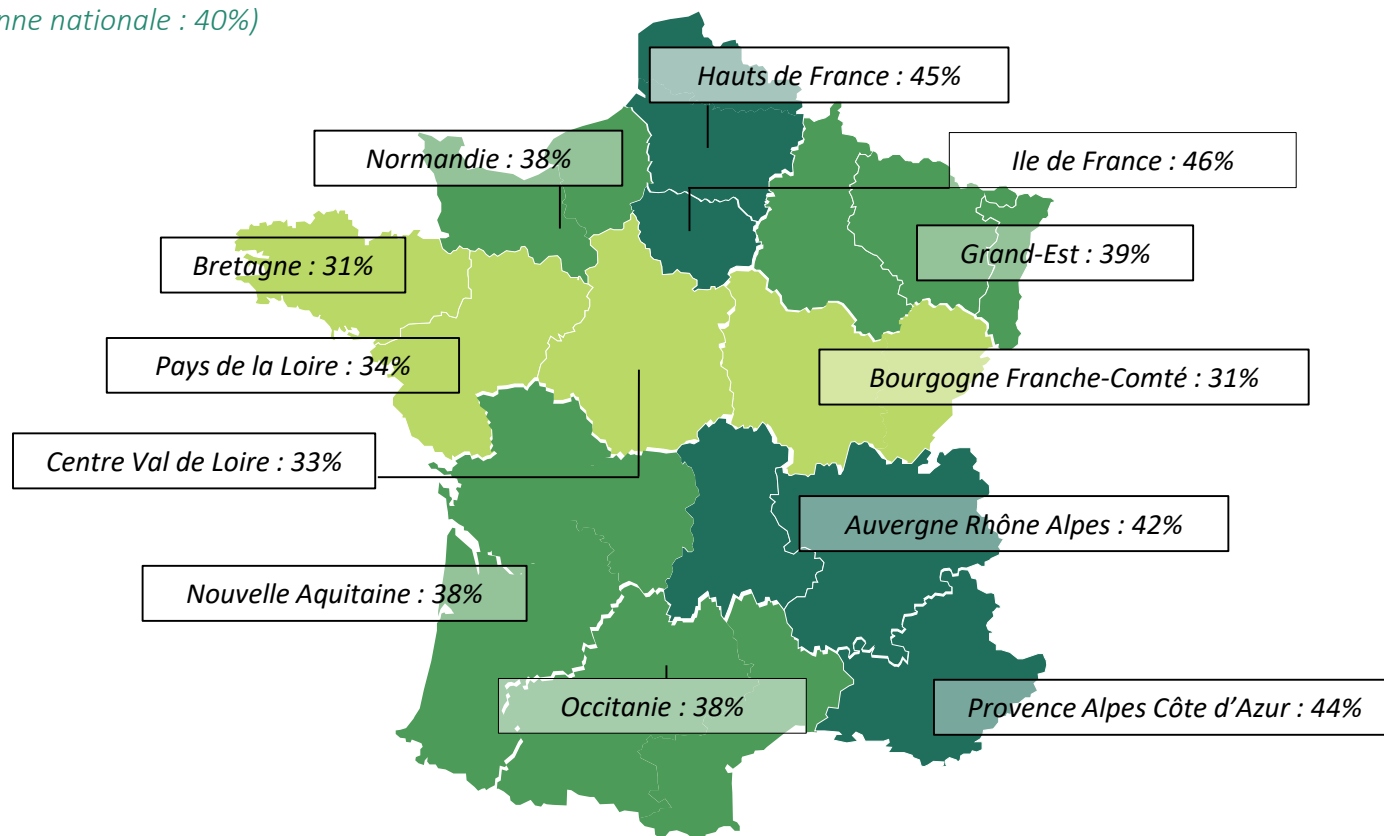 nne nationale : 40%)
Hauts de France : 45%
Normandie : 38%
Ile de France : 46%
Bretagne : 31%
Grand-Est : 39%
Pays de la Loire : 34%
Bourgogne Franche-Comté : 31%
Centre Val de Loire : 33%
Auvergne Rhône Alpes : 42%
Nouvelle Aquitaine : 38%
Occitanie : 38%
Provence Alpes Côte d’Azur : 44%